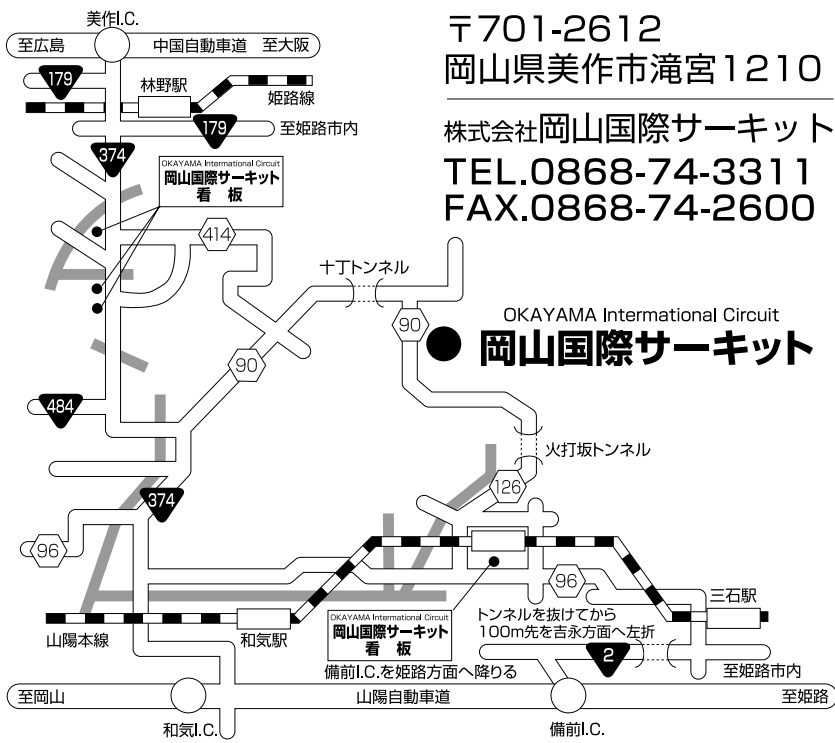 美作I.C.
至広島
中国自動車道
至大阪
179
林野駅
姫路線
179
至姫路市内
374
OKAYAMA International Circuit
岡山国際サーキット
看 板
414
十丁トンネル
90
90
484
374
96
火打坂トンネル
126
96
三石駅
山陽本線
和気駅
OKAYAMA International Circuit
岡山国際サーキット
看 板
トンネルを抜けてから
100m先を吉永方面へ左折
2
備前I.C.を姫路方面へ降りる
至姫路市内
至岡山
山陽自動車道
至姫路
和気I.C.
備前I.C.
〒701-2612
岡山県美作市滝宮1210
株式会社岡山国際サーキット
TEL.0868-74-3311
FAX.0868-74-2600
OKAYAMA International Circuit
岡山国際サーキット